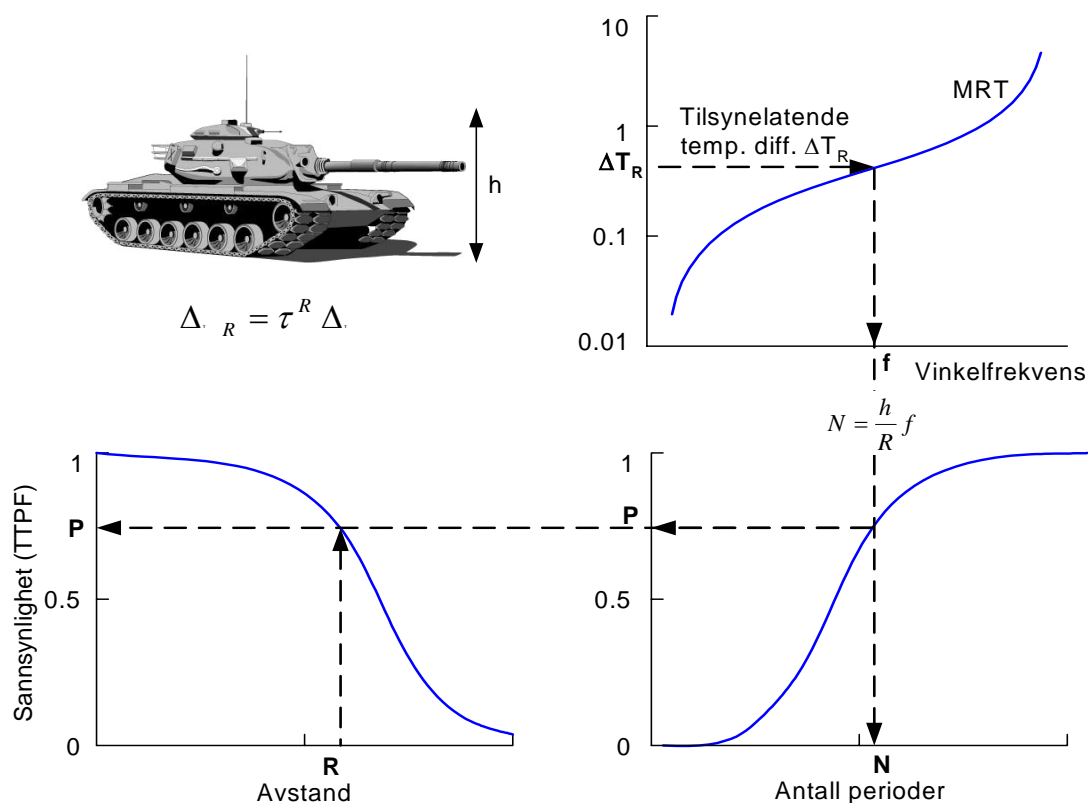 h
Δ R = τ^R Δ
10
1
0.1
0.01
MRT
Tilsynelatende
temp. diff. ΔT_R
ΔT_R
f
Vinkelfrekvens
N = h/R f
Sannsynlighet (TTPF)
1
P
0.5
0
R
Avstand
1
P
0.5
0
N
Antall perioder